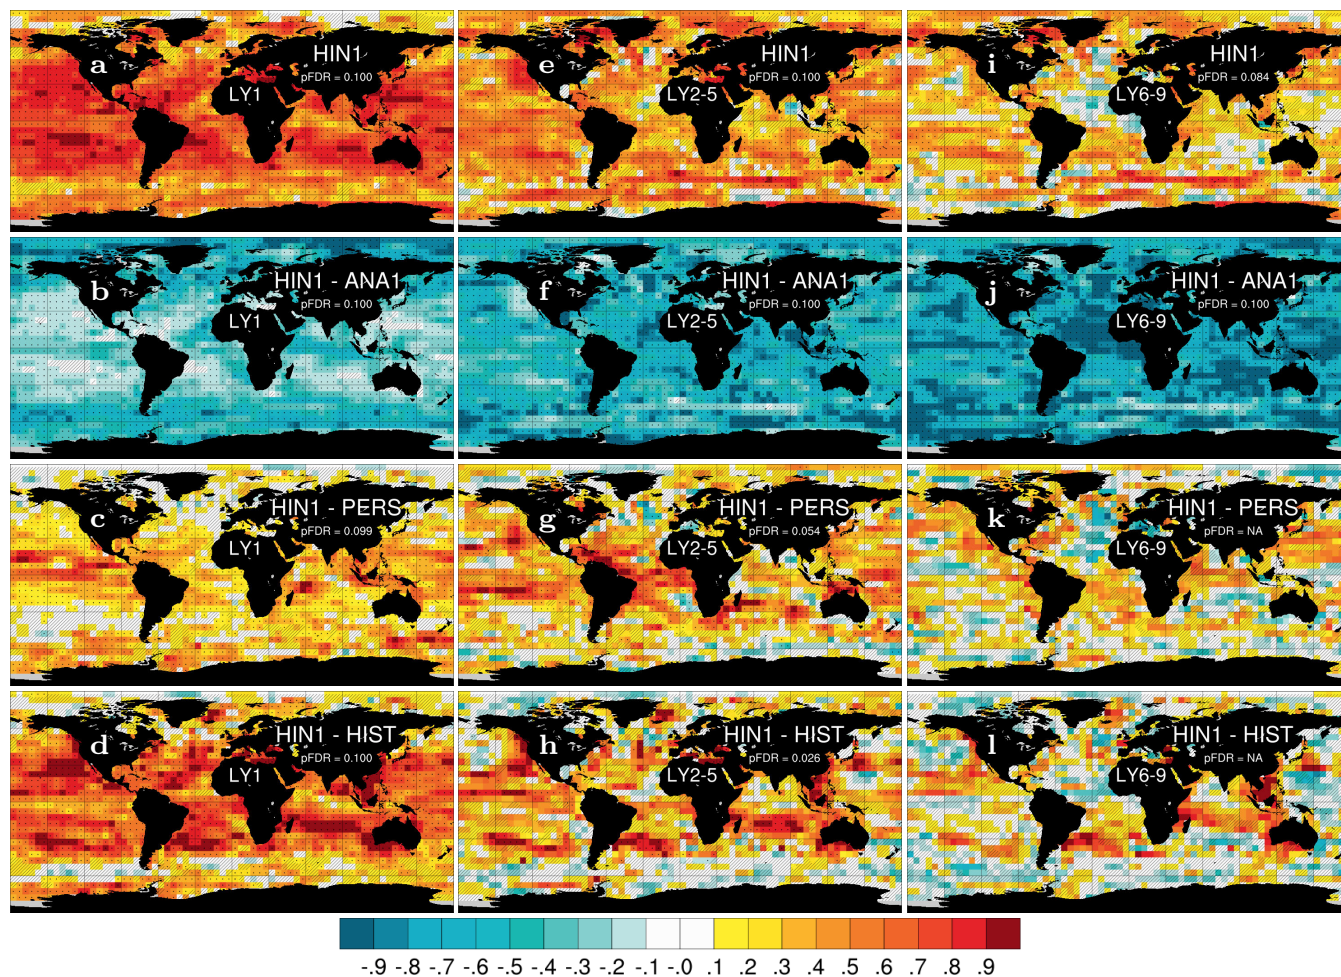 a
HIN1
pFDR = 0.100
LY1
e
HIN1
pFDR = 0.100
LY2-5
i
HIN1
pFDR = 0.084
LY6-9
b
HIN1 - ANA1
pFDR = 0.100
LY1
f
HIN1 - ANA1
pFDR = 0.100
LY2-5
j
HIN1 - ANA1
pFDR = 0.100
LY6-9
c
HIN1 - PERS
pFDR = 0.099
LY1
g
HIN1 - PERS
pFDR = 0.054
LY2-5
k
HIN1 - PERS
pFDR = NA
LY6-9
d
HIN1 - HIST
pFDR = 0.100
LY1
h
HIN1 - HIST
pFDR = 0.026
LY2-5
l
HIN1 - HIST
pFDR = NA
LY6-9
-.9 -.8 -.7 -.6 -.5 -.4 -.3 -.2 -.1 -.0 .1 .2 .3 .4 .5 .6 .7 .8 .9